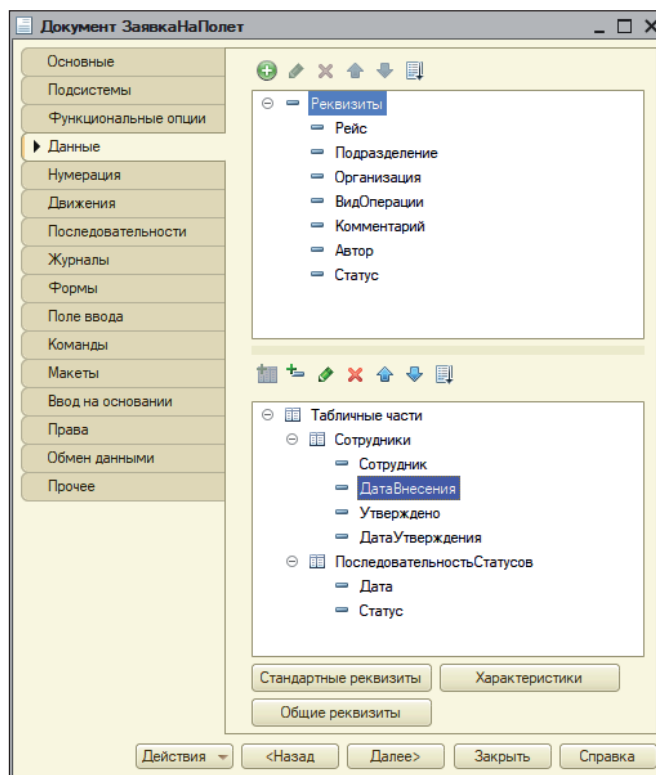 Документ ЗаявкаНаПолет
Основные
Подсистемы
Функциональные опции
Данные
Нумерация
Движения
Последовательности
Журналы
Формы
Поле ввода
Команды
Макеты
Ввод на основании
Права
Обмен данными
Прочее
Реквизиты
Рейс
Подразделение
Организация
ВидОперации
Комментарий
Автор
Статус
Табличные части
Сотрудники
Сотрудник
ДатаВнесения
Утверждено
ДатаУтверждения
ПоследовательностьСтатусов
Дата
Статус
Стандартные реквизиты Характеристики
Общие реквизиты
Действия <Назад Далее> Закрыть Справка